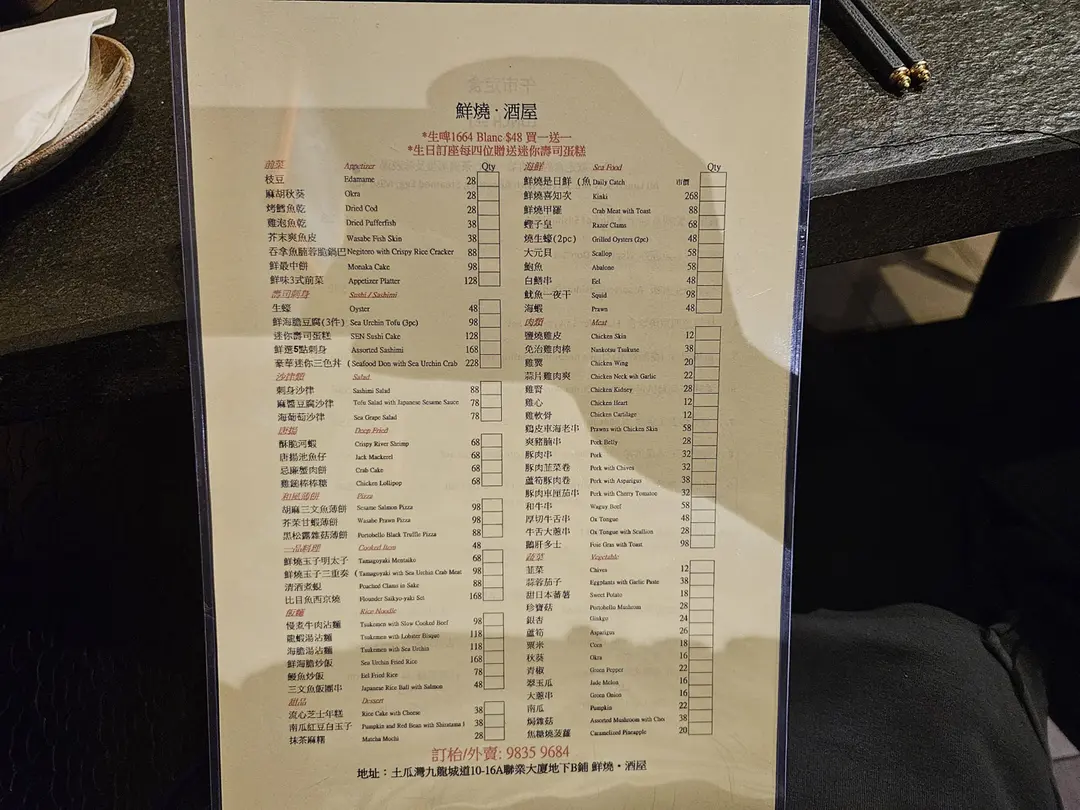 鮮燒·酒屋
*生啤1664 Blanc $48 買一送一
*生日訂座每四位贈送迷你壽司蛋糕
前菜 Appetizer Qty
枝豆 Edamame 28
麻胡秋葵 Okra 28
烤鱈魚乾 Dried Cod 28
雞泡魚乾 Dried Pufferfish 38
芥末爽魚皮 Wasabe Fish Skin 38
吞拿魚腩蓉脆鍋巴 Negitoro with Crispy Rice Cracker 88
鮮最中餅 Monaka Cake 98
鮮味3式前菜 Appetizer Platter 128
壽司刺身 Sushi / Sashimi
生蠔 Oyster 48
鮮海膽豆腐(3件) Sea Urchin Tofu (3pc) 98
迷你壽司蛋糕 SEN Sushi Cake 128
鮮選5點刺身 Assorted Sashimi 168
豪華迷你三色丼 ( Seafood Don with Sea Urchin Crab 228
沙律類 Salad
刺身沙律 Sashimi Salad 88
麻醬豆腐沙律 Tofu Salad with Japanese Sesame Sauce 78
海葡萄沙律 Sea Grape Salad 78
唐揚 Deep Fried
酥脆河蝦 Crispy River Shrimp 68
唐揚池魚仔 Jack Mackerel 68
忌廉蟹肉餅 Crab Cake 68
雞鎚棒棒糖 Chicken Lollipop 68
和風薄餅 Pizza
胡麻三文魚薄餅 Sesame Salmon Pizza 98
芥茉甘蝦薄餅 Wasabe Prawn Pizza 98
黑松露雜菇薄餅 Portobello Black Truffle Pizza 88
一品料理 Cooked Item 48
鮮燒玉子明太子 Tamagoyaki Mentaiko 68
鮮燒玉子三重奏 ( Tamagoyaki with Sea Urchin Crab Meat 98
清酒煮蜆 Poached Clams in Sake 88
比目魚西京燒 Flounder Saikyo-yaki Set 168
飯麵 Rice Noodle
慢煮牛肉沾麵 Tsukemen with Slow Cooked Beef 98
龍蝦湯沾麵 Tsukemen with Lobster Bisque 118
海膽湯沾麵 Tsukemen with Sea Urchin 118
鮮海膽炒飯 Sea Urchin Fried Rice 168
鰻魚炒飯 Eel Fried Rice 78
三文魚飯團串 Japanese Rice Ball with Salmon 48
甜品 Dessert
流心芝士年糕 Rice Cake with Cheese 38
南瓜紅豆白玉子 Pumpkin and Red Bean with Shiratama 38
抹茶麻糬 Matcha Mochi 28
海鮮 Sea Food Qty
鮮燒是日鮮 (魚 Daily Catch 市價
鮮燒喜知次 Kinki 268
鮮燒甲羅 Crab Meat with Toast 88
蟶子皇 Razor Clams 68
燒生蠔(2pc) Grilled Oysters (2pc) 48
大元貝 Scallop 58
鮑魚 Abalone 58
白鱔串 Eel 48
魷魚一夜干 Squid 98
海蝦 Prawn 48
肉類 Meat
鹽燒雞皮 Chicken Skin 12
免治雞肉棒 Nankotsu Tsukune 38
雞翼 Chicken Wing 20
蒜片雞肉爽 Chicken Neck wih Garlic 22
雞腎 Chicken Kidney 28
雞心 Chicken Heart 12
雞軟骨 Chicken Cartilage 12
鶏皮車海老串 Prawns with Chicken Skin 58
爽豬腩串 Pork Belly 28
豚肉串 Pork 32
豚肉韮菜卷 Pork with Chives 32
蘆筍豚肉卷 Pork with Asparagus 38
豚肉車厘茄串 Pork with Cherry Tomatoe 32
和牛串 Waguy Beef 58
厚切牛舌串 Ox Tongue 48
牛舌大蔥串 Ox Tongue with Scallion 28
鵝肝多士 Foie Gras with Toast 98
蔬菜 Vegetable
韮菜 Chives 12
蒜蓉茄子 Eggplants with Garlic Paste 38
甜日本蕃薯 Sweet Potato 18
珍寶菇 Portobello Mushrom 28
銀杏 Ginkgo 24
蘆筍 Asparagus 26
粟米 Corn 18
秋葵 Okra 16
青椒 Green Pepper 22
翠玉瓜 Jade Melon 16
大蔥串 Green Onion 16
南瓜 Pumpkin 22
焗雜菇 Assorted Mushroom with Chee 38
焦糖燒菠蘿 Caramelized Pineapple 20
訂枱/外賣: 9835 9684
地址：土瓜灣九龍城道10-16A聯業大廈地下B鋪 鮮燒·酒屋